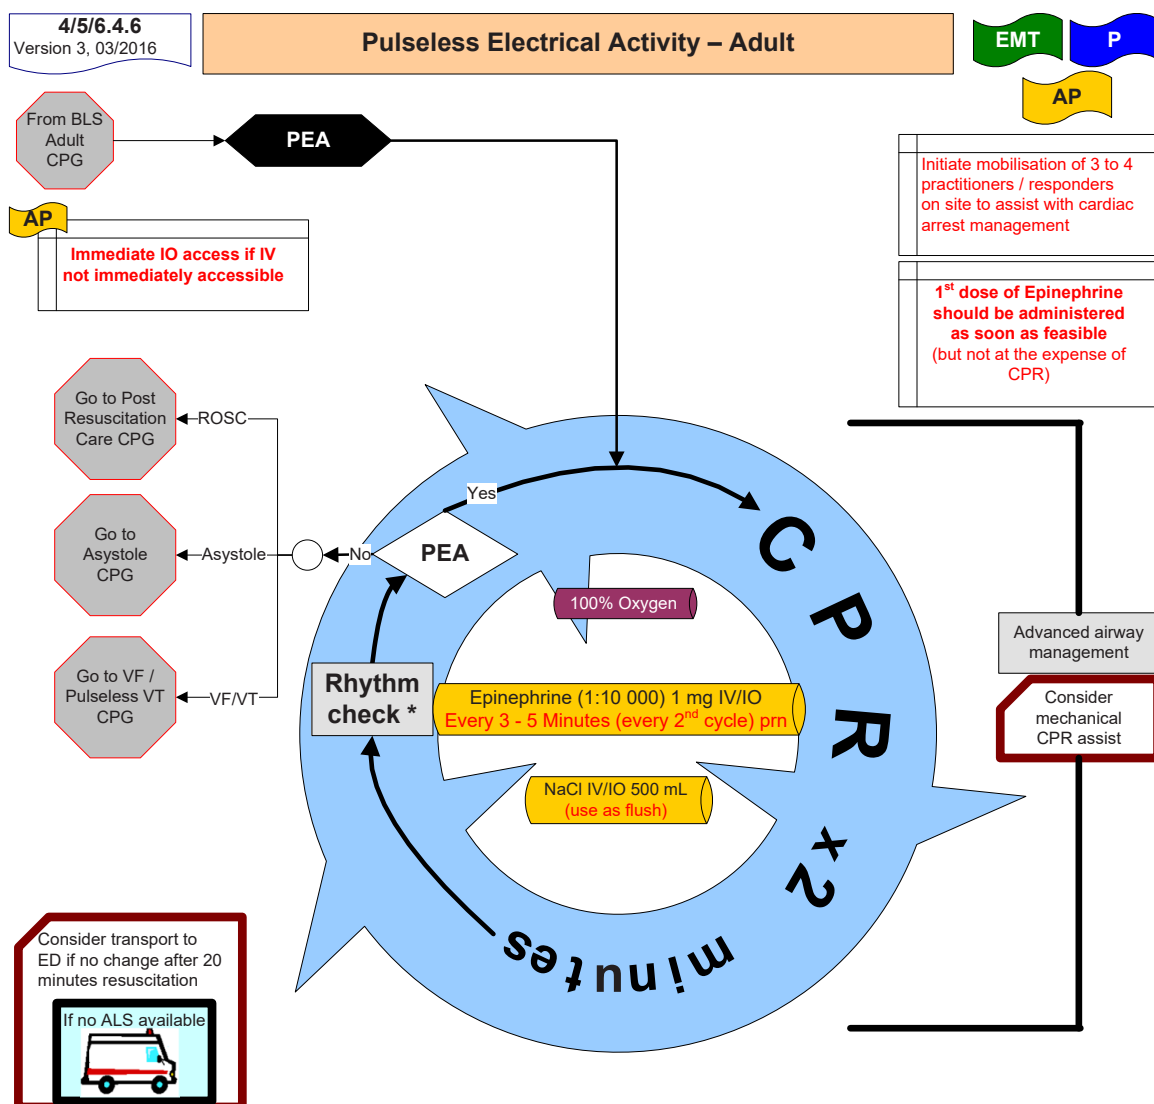 4/5/6.4.6
Version 3, 03/2016
Pulseless Electrical Activity – Adult
EMT
P
AP
From BLS
Adult
CPG
PEA
Initiate mobilisation of 3 to 4
practitioners / responders
on site to assist with cardiac
arrest management
AP
Immediate IO access if IV
not immediately accessible
1st dose of Epinephrine
should be administered
as soon as feasible
(but not at the expense of
CPR)
Go to Post
Resuscitation
Care CPG
ROSC
Yes
Go to
Asystole
CPG
Asystole
No
PEA
100% Oxygen
Go to VF /
Pulseless VT
CPG
VF/VT
Rhythm
check *
Epinephrine (1:10 000) 1 mg IV/IO
Every 3 - 5 Minutes (every 2nd cycle) prn
NaCl IV/IO 500 mL
(use as flush)
CPR x2 minutes
Advanced airway
management
Consider
mechanical
CPR assist
Consider transport to
ED if no change after 20
minutes resuscitation
If no ALS available